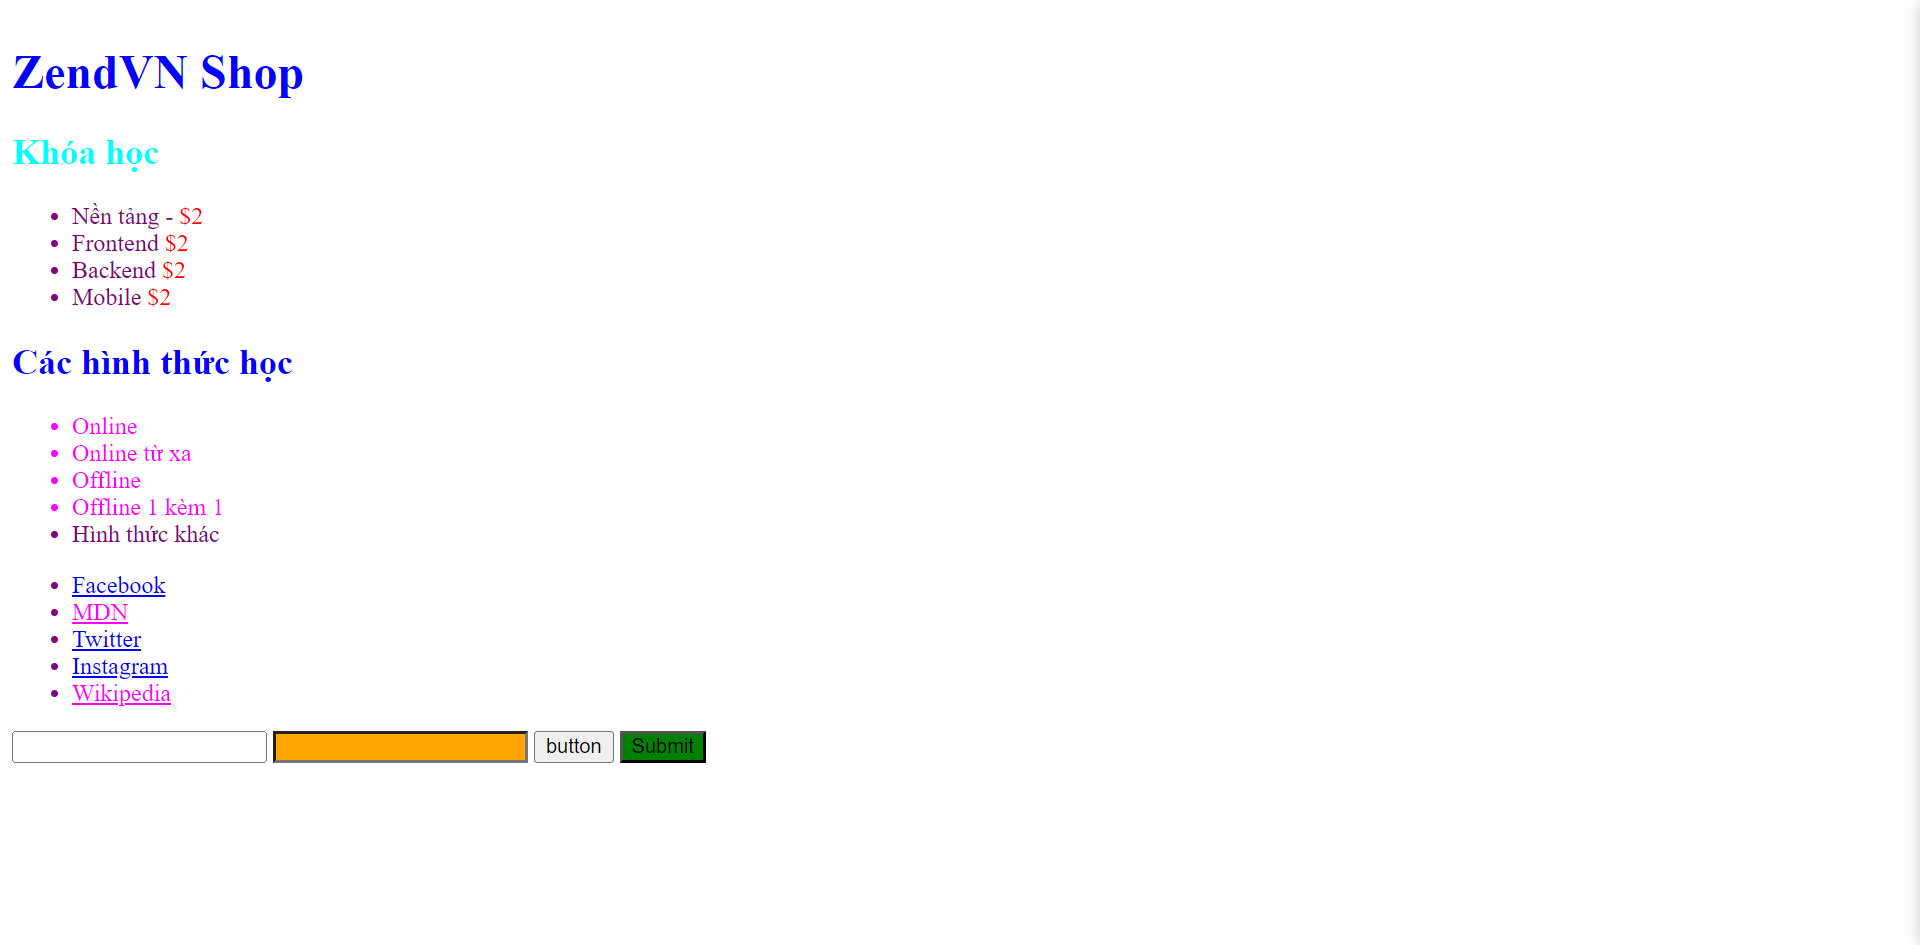 ZendVN Shop
Khóa học
Nền tảng - $2
Frontend $2
Backend $2
Mobile $2
Các hình thức học
Online
Online từ xa
Offline
Offline 1 kèm 1
Hình thức khác
Facebook
MDN
Twitter
Instagram
Wikipedia
button Submit